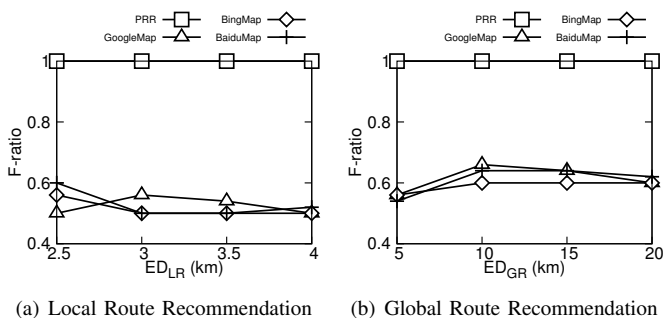 PRR BingMap
GoogleMap BaiduMap
1
0.8
0.6
0.4
F-ratio
2.5 3 3.5 4
ED_LR (km)
(a) Local Route Recommendation
PRR BingMap
GoogleMap BaiduMap
1
0.8
0.6
0.4
F-ratio
5 10 15 20
ED_GR (km)
(b) Global Route Recommendation